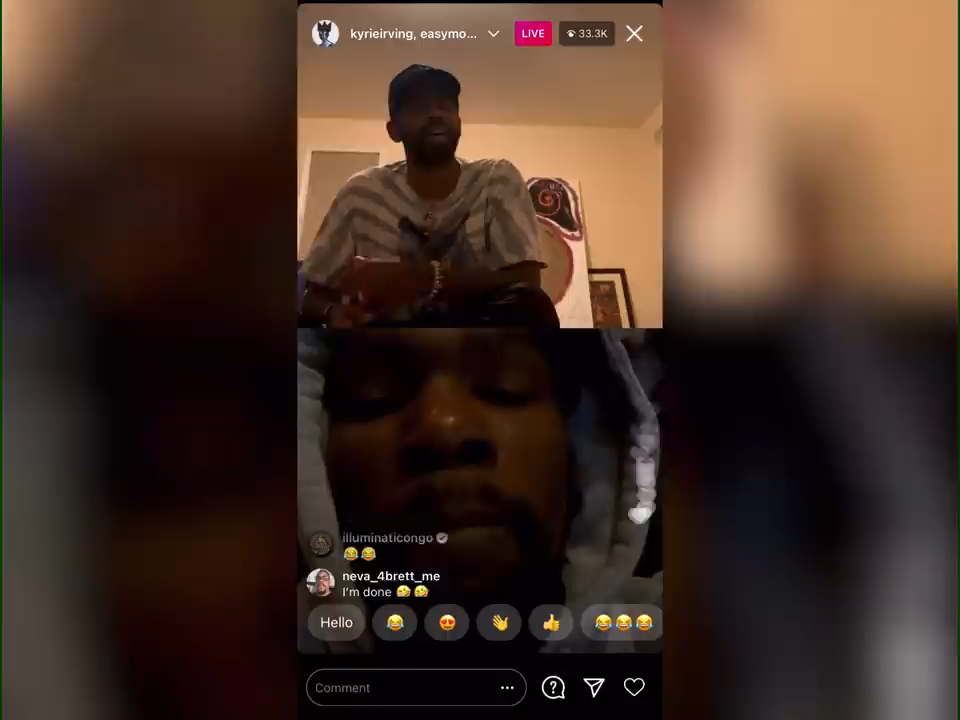 kyrieirving, easymo...
LIVE
33.3K
illuminaticongo
😂😂
neva_4brett_me
I'm done 🤣🤣
Hello 😂 😍 👋 👍 😂😂😂
Comment